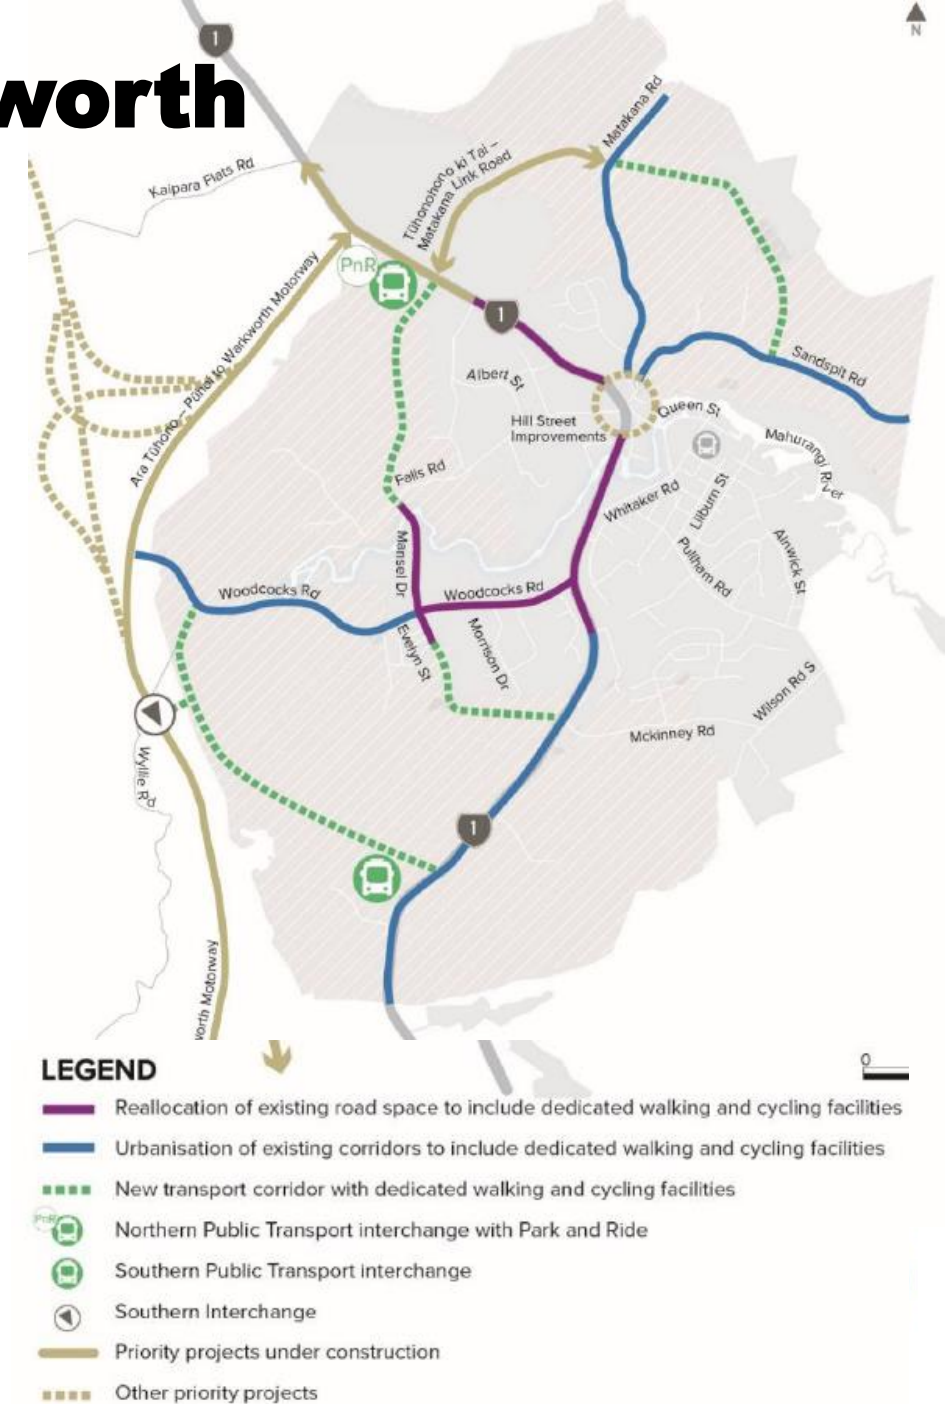 1
N
worth
Matakana Rd
Kaipara Flats Rd
Tūhonohono ki Tai –
Matakana Link Road
PnR
1
Ara Tūhono – Pūhoi to Warkworth Motorway
Albert St
Sandspit Rd
Queen St
Hill Street
Improvements
Mahurangi River
Falls Rd
Whitaker Rd
Lilburn St
Mansel Dr
Pullham Rd
Alnwick St
Woodcocks Rd
Woodcocks Rd
Evelyn St
Morrison Dr
Wilson Rd S
Mckinney Rd
Wyllie Rd
1
worth Motorway
LEGEND
0
Reallocation of existing road space to include dedicated walking and cycling facilities
Urbanisation of existing corridors to include dedicated walking and cycling facilities
New transport corridor with dedicated walking and cycling facilities
PnR
Northern Public Transport interchange with Park and Ride
Southern Public Transport interchange
Southern Interchange
Priority projects under construction
Other priority projects